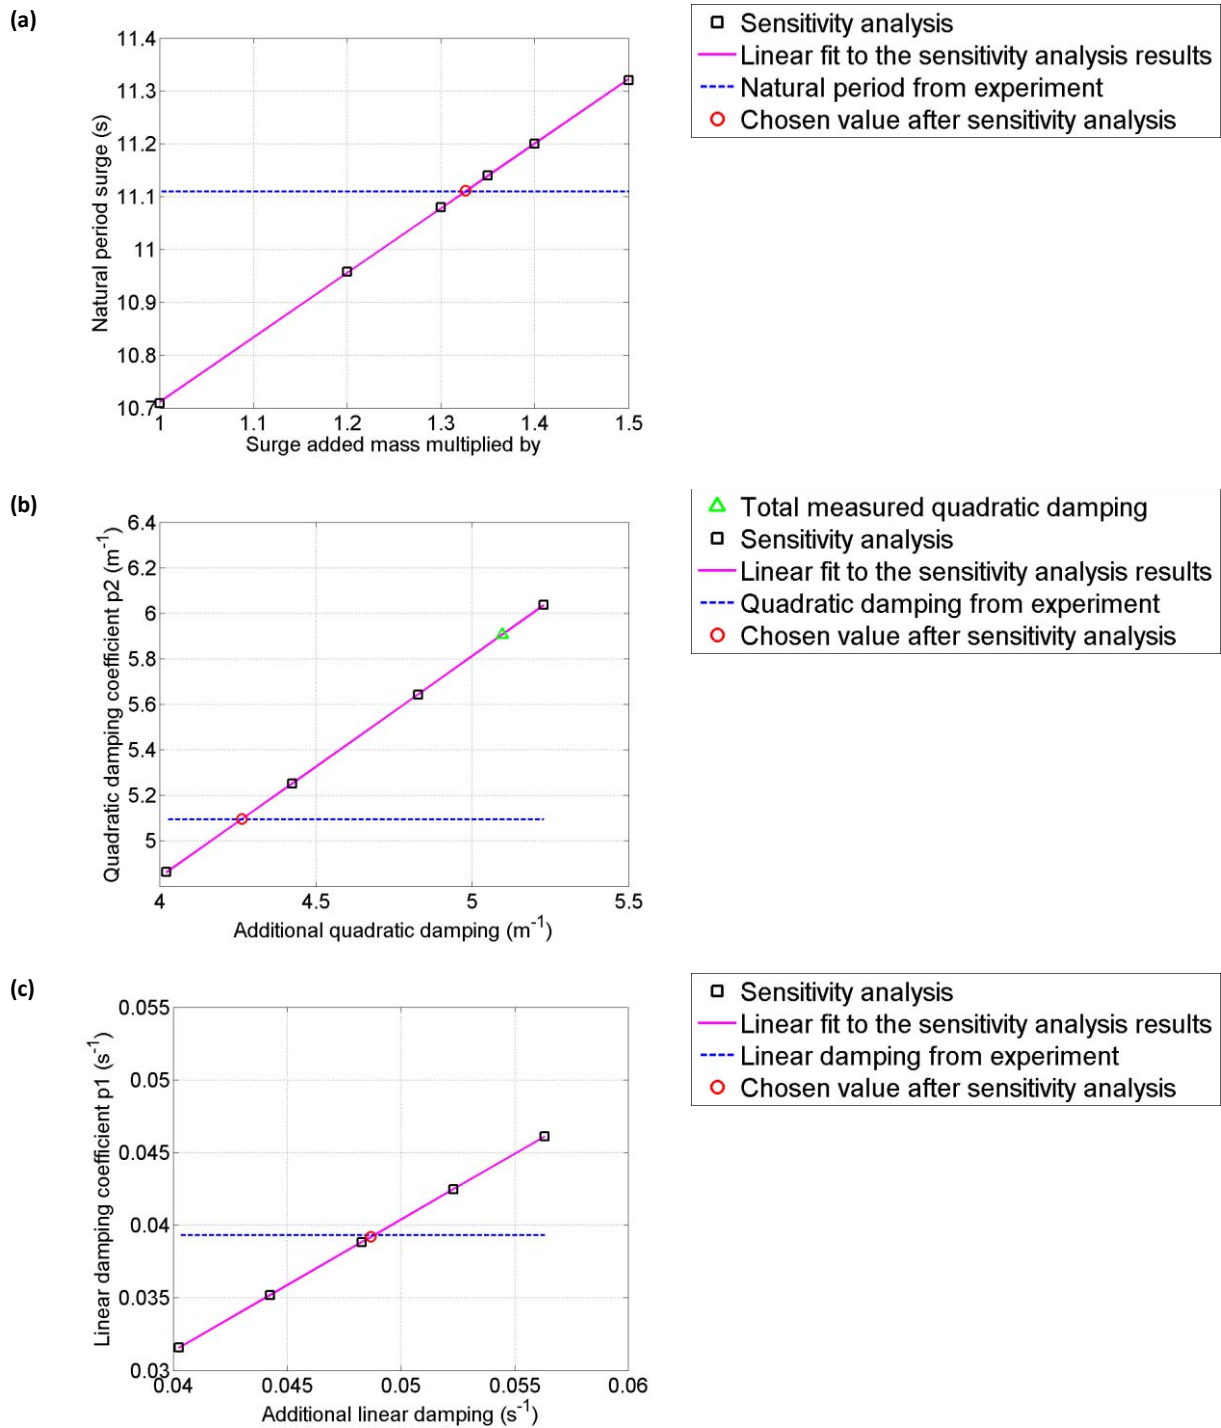 (a)
11.4
11.3
11.2
11.1
11
10.9
10.8
10.7
Natural period surge (s)
1
1.1
1.2
1.3
1.4
1.5
Surge added mass multiplied by
Sensitivity analysis
Linear fit to the sensitivity analysis results
Natural period from experiment
Chosen value after sensitivity analysis
(b)
6.4
6.2
6
5.8
5.6
5.4
5.2
5
Quadratic damping coefficient p2 (m⁻¹)
4
4.5
5
5.5
Additional quadratic damping (m⁻¹)
Total measured quadratic damping
Sensitivity analysis
Linear fit to the sensitivity analysis results
Quadratic damping from experiment
Chosen value after sensitivity analysis
(c)
0.055
0.05
0.045
0.04
0.035
0.03
Linear damping coefficient p1 (s⁻¹)
0.04
0.045
0.05
0.055
0.06
Additional linear damping (s⁻¹)
Sensitivity analysis
Linear fit to the sensitivity analysis results
Linear damping from experiment
Chosen value after sensitivity analysis